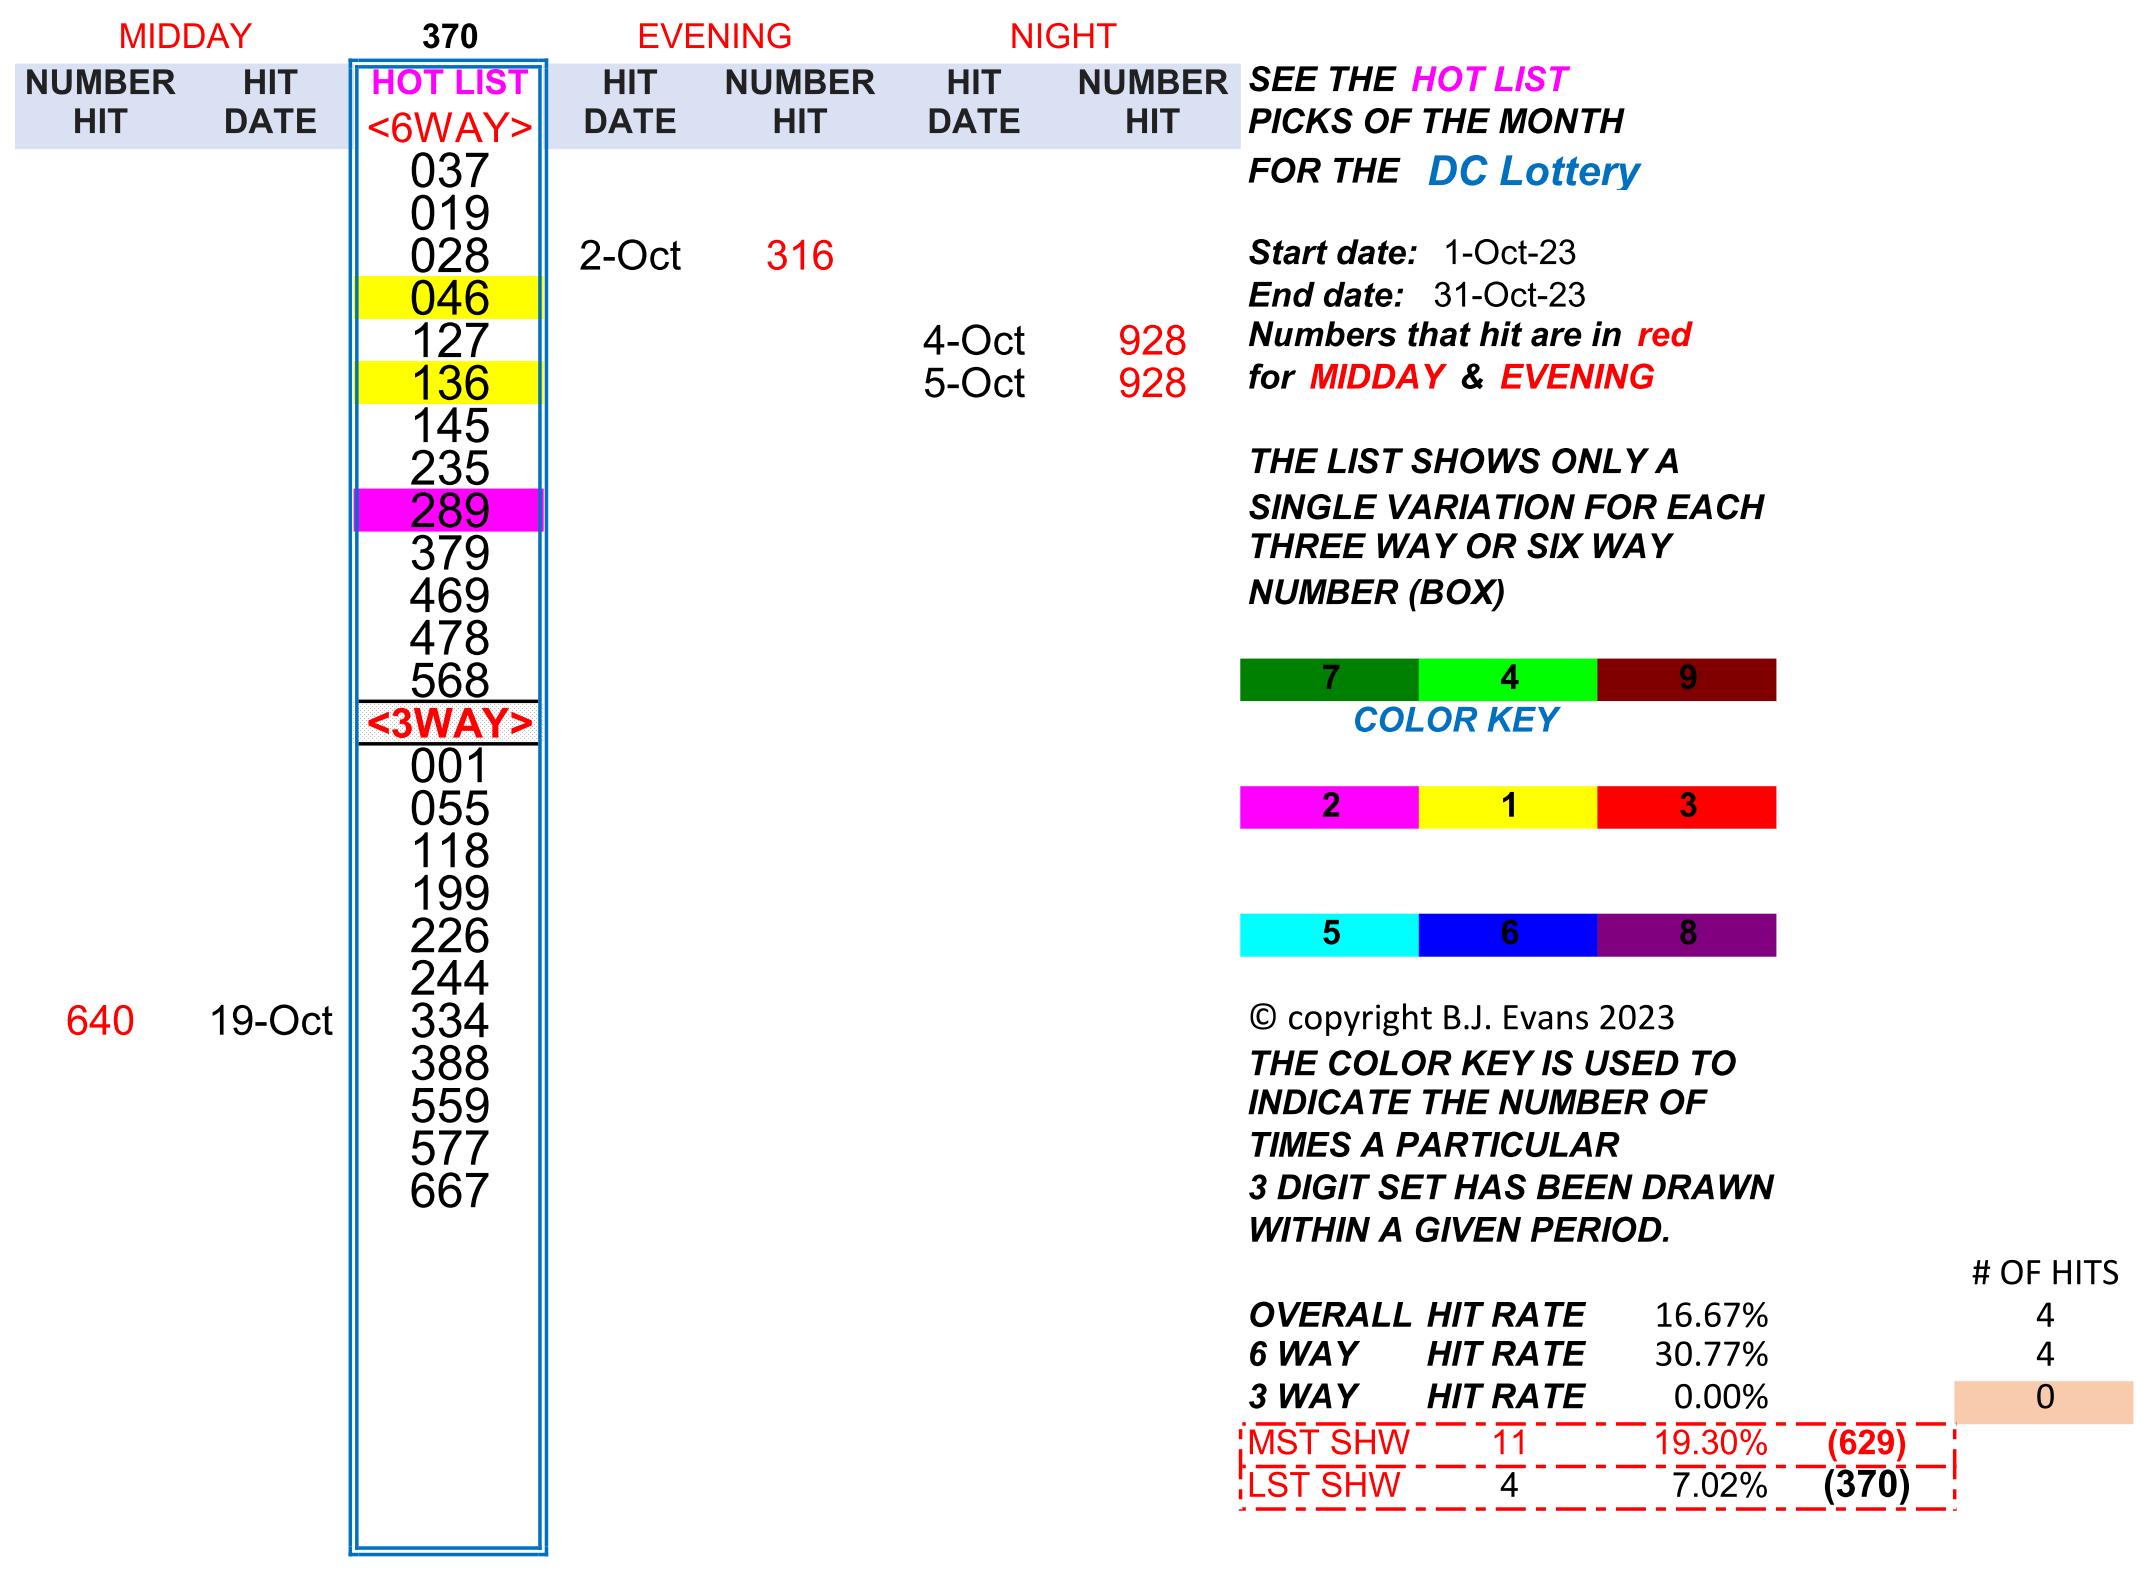 MIDDAY 370 EVENING NIGHT
NUMBER HIT HOT LIST HIT NUMBER HIT NUMBER SEE THE HOT LIST
HIT DATE <6WAY> DATE HIT DATE HIT PICKS OF THE MONTH
037 FOR THE DC Lottery
019
028 2-Oct 316 Start date: 1-Oct-23
046 End date: 31-Oct-23
127 4-Oct 928 Numbers that hit are in red
136 5-Oct 928 for MIDDAY & EVENING
145
235 THE LIST SHOWS ONLY A
289 SINGLE VARIATION FOR EACH
379 THREE WAY OR SIX WAY
469 NUMBER (BOX)
478
568 7 4 9
<3WAY> COLOR KEY
001
055 2 1 3
118
199
226 5 6 8
244
640 19-Oct 334 © copyright B.J. Evans 2023
388 THE COLOR KEY IS USED TO
559 INDICATE THE NUMBER OF
577 TIMES A PARTICULAR
667 3 DIGIT SET HAS BEEN DRAWN
WITHIN A GIVEN PERIOD.
# OF HITS
OVERALL HIT RATE 16.67% 4
6 WAY HIT RATE 30.77% 4
3 WAY HIT RATE 0.00% 0
MST SHW 11 19.30% (629)
LST SHW 4 7.02% (370)